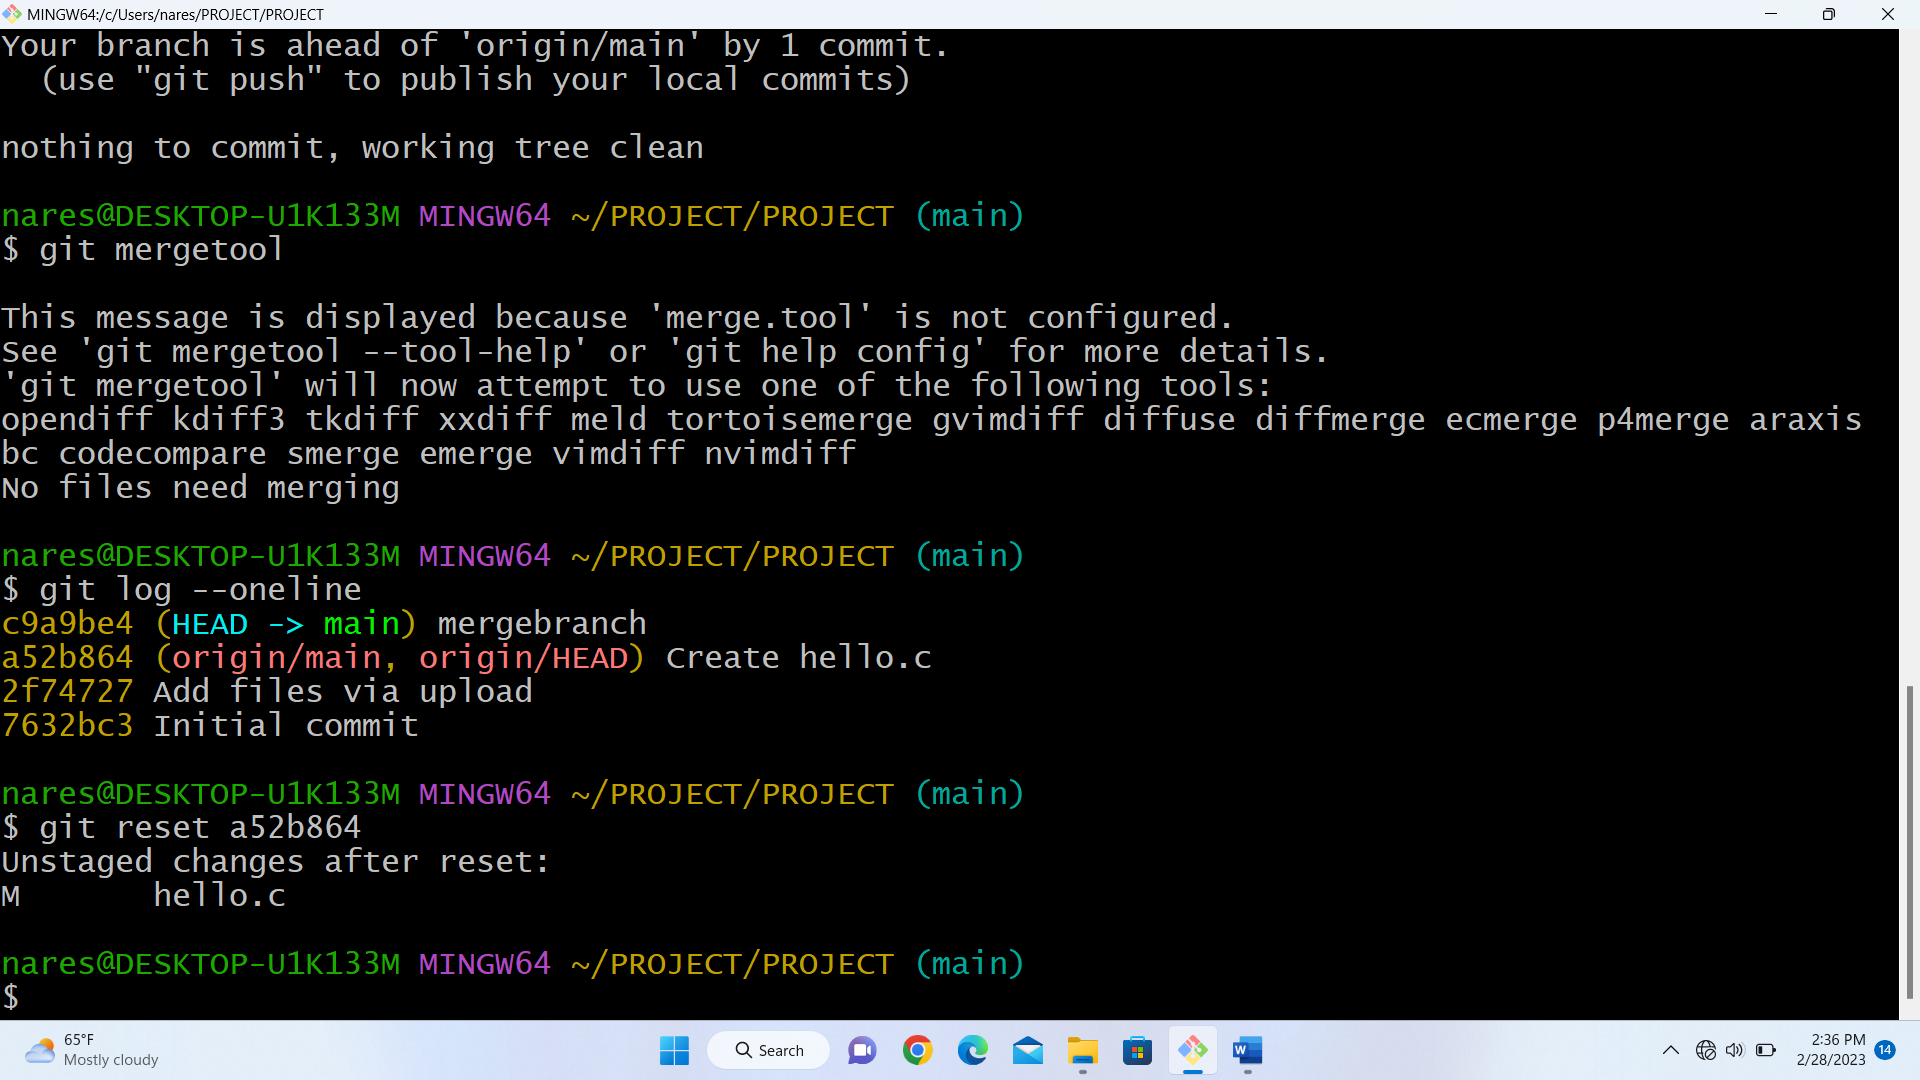 MINGW64:/c/Users/nares/PROJECT/PROJECT
Your branch is ahead of 'origin/main' by 1 commit.
  (use "git push" to publish your local commits)
nothing to commit, working tree clean
nares@DESKTOP-U1K133M MINGW64 ~/PROJECT/PROJECT (main)
$ git mergetool
This message is displayed because 'merge.tool' is not configured.
See 'git mergetool --tool-help' or 'git help config' for more details.
'git mergetool' will now attempt to use one of the following tools:
opendiff kdiff3 tkdiff xxdiff meld tortoisemerge gvimdiff diffuse diffmerge ecmerge p4merge araxis
bc codecompare smerge emerge vimdiff nvimdiff
No files need merging
nares@DESKTOP-U1K133M MINGW64 ~/PROJECT/PROJECT (main)
$ git log --oneline
c9a9be4 (HEAD -> main) mergebranch
a52b864 (origin/main, origin/HEAD) Create hello.c
2f74727 Add files via upload
7632bc3 Initial commit
nares@DESKTOP-U1K133M MINGW64 ~/PROJECT/PROJECT (main)
$ git reset a52b864
Unstaged changes after reset:
M       hello.c
nares@DESKTOP-U1K133M MINGW64 ~/PROJECT/PROJECT (main)
$
65°F
Mostly cloudy
Search
W
2:36 PM
2/28/2023
14